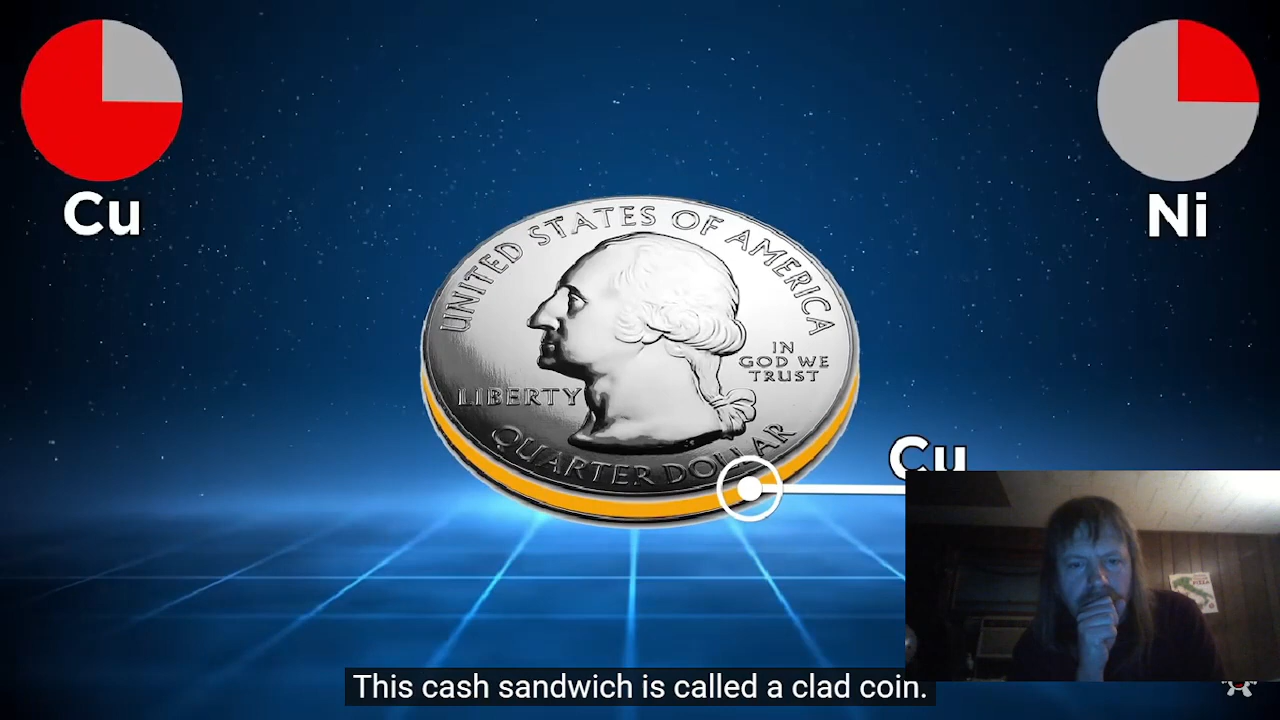 Cu
Ni
UNITED STATES OF AMERICA
IN
GOD WE
TRUST
LIBERTY
QUARTER DOLLAR
Cu
This cash sandwich is called a clad coin.